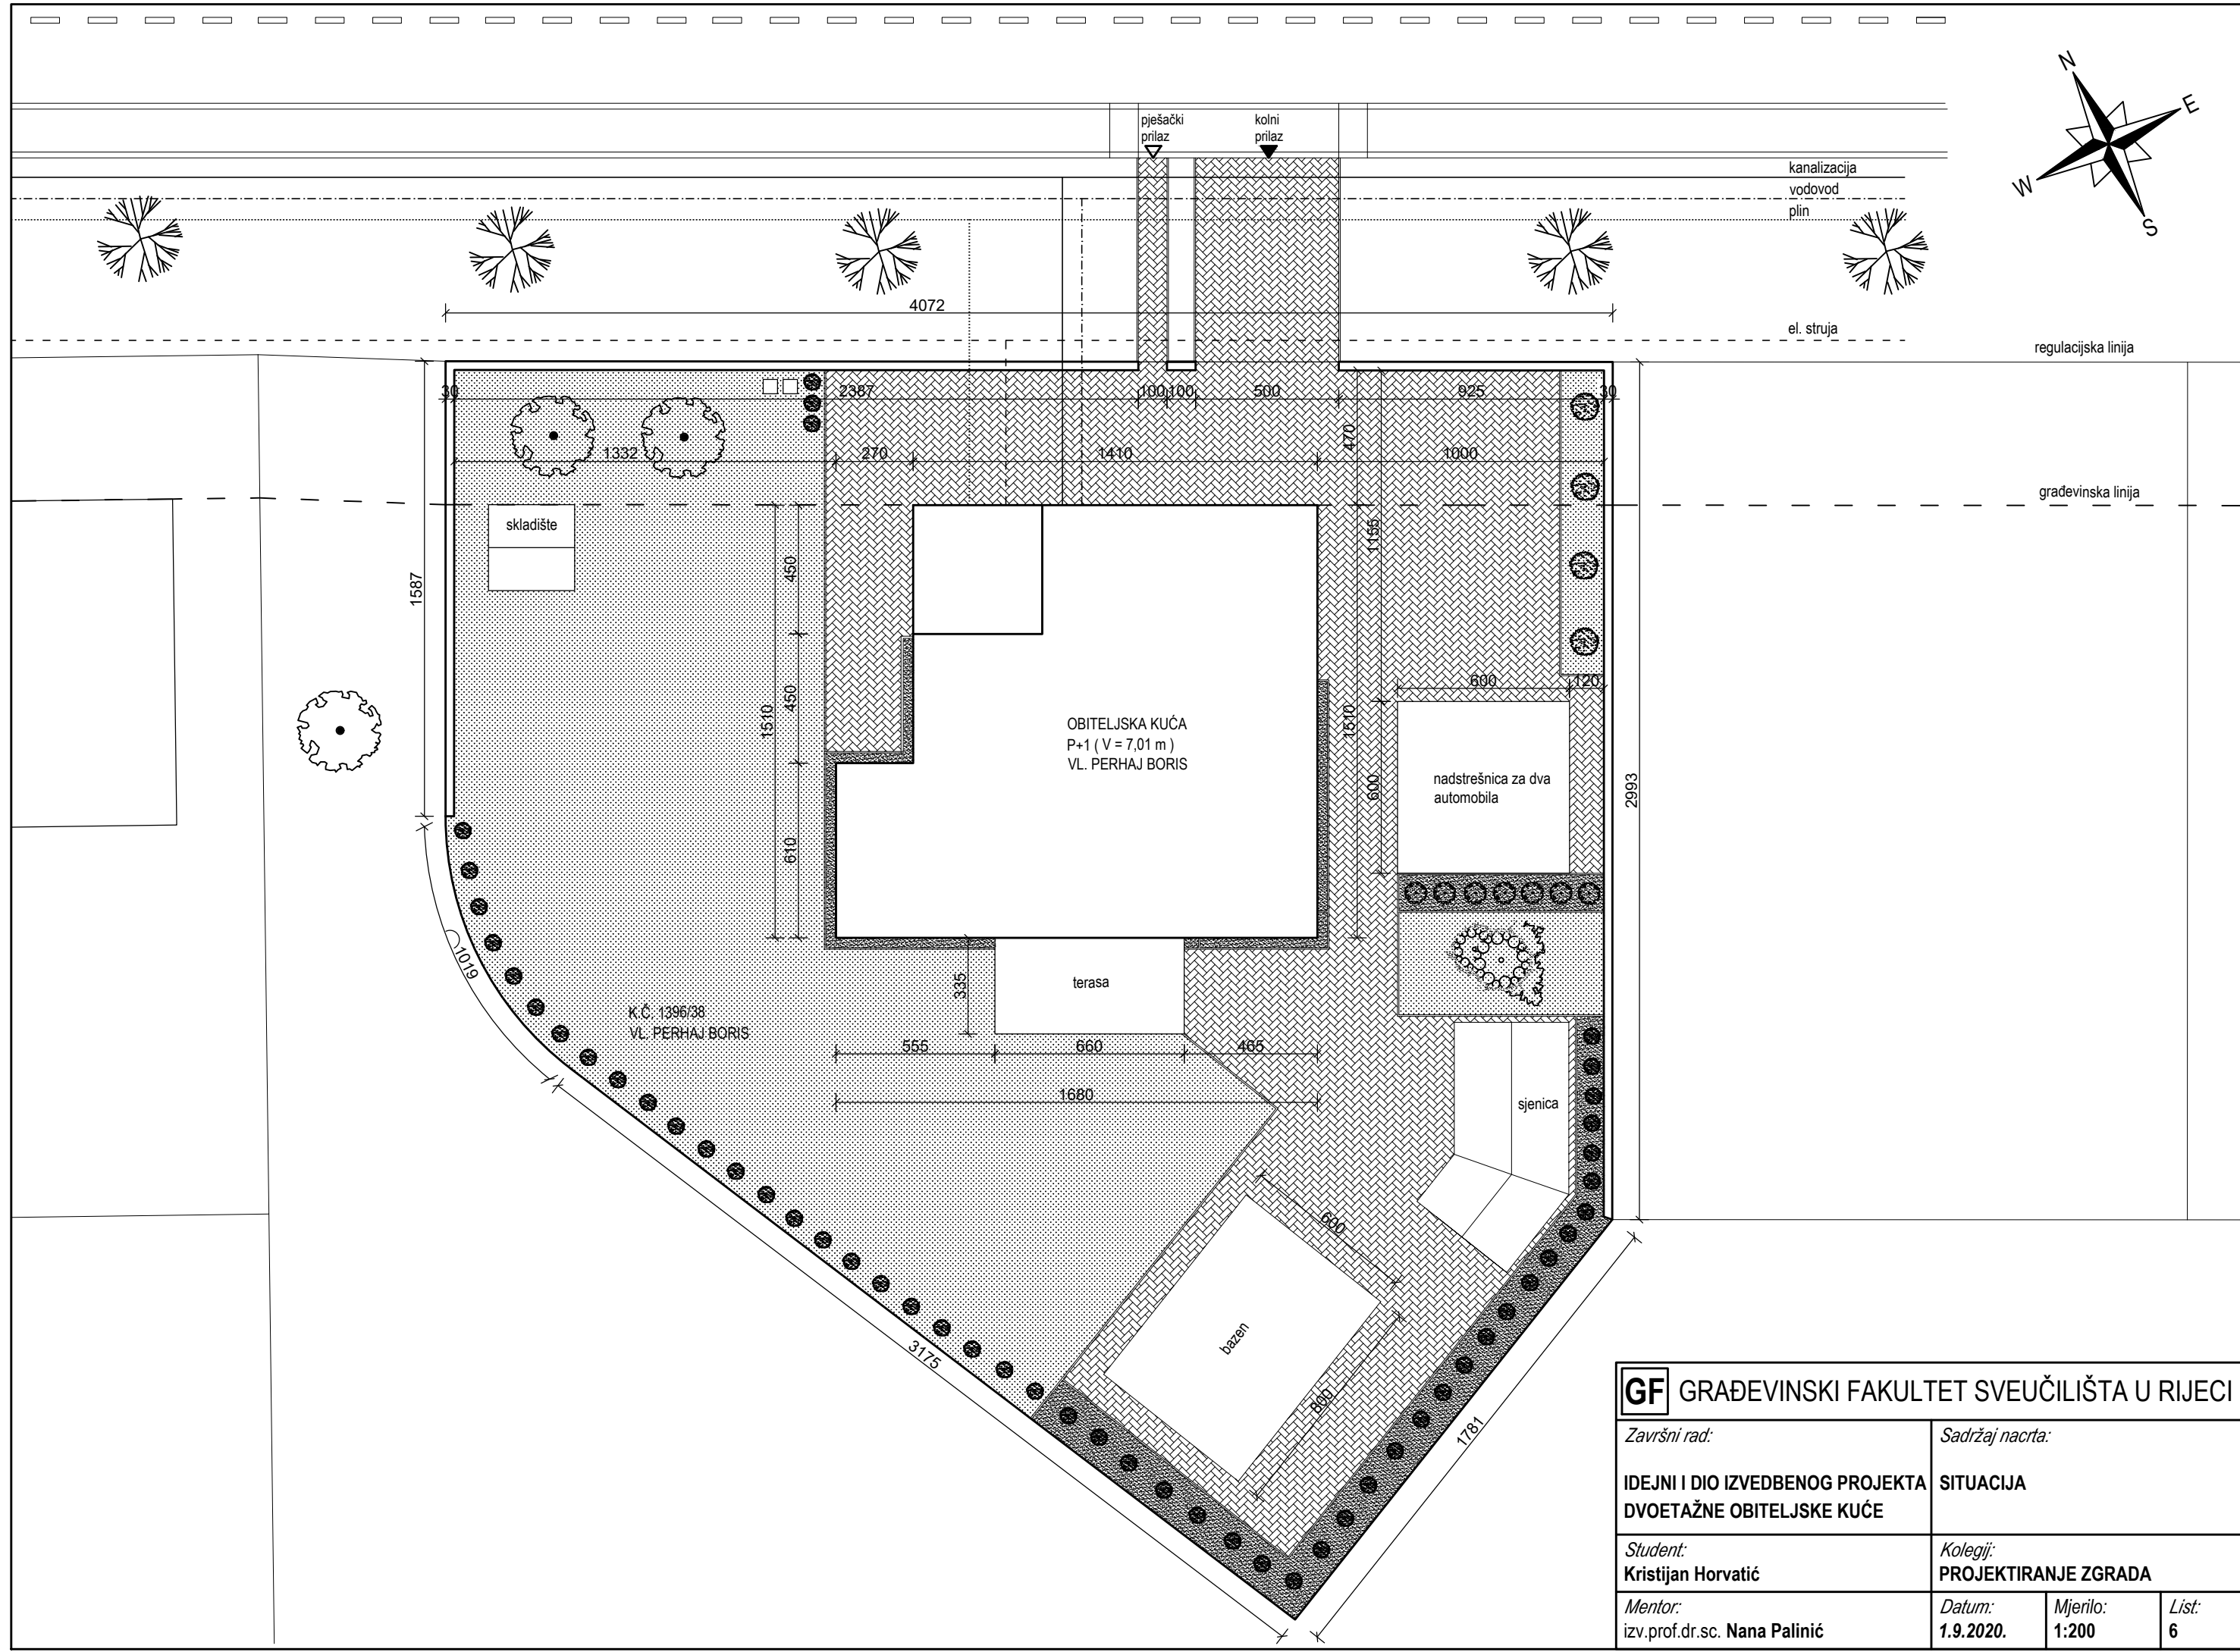 N
E
W
S
pješački
prilaz
kolni
prilaz
kanalizacija
vodovod
plin
4072
el. struja
regulacijska linija
30
2387
100
100
500
925
30
470
1332
270
1410
1000
građevinska linija
skladište
1155
450
1587
600
120
450
1510
1510
OBITELJSKA KUĆA
P+1 ( V = 7,01 m )
VL. PERHAJ BORIS
600
nadstrešnica za dva
automobila
2993
610
1019
335
terasa
K.Č. 1396/38
VL. PERHAJ BORIS
555
660
465
1680
sjenica
600
bazen
3175
800
1781
GF GRAĐEVINSKI FAKULTET SVEUČILIŠTA U RIJECI
Završni rad:
IDEJNI I DIO IZVEDBENOG PROJEKTA
DVOETAŽNE OBITELJSKE KUĆE
Sadržaj nacrta:
SITUACIJA
Student:
Kristijan Horvatić
Kolegij:
PROJEKTIRANJE ZGRADA
Mentor:
izv.prof.dr.sc. Nana Palinić
Datum:
1.9.2020.
Mjerilo:
1:200
List:
6